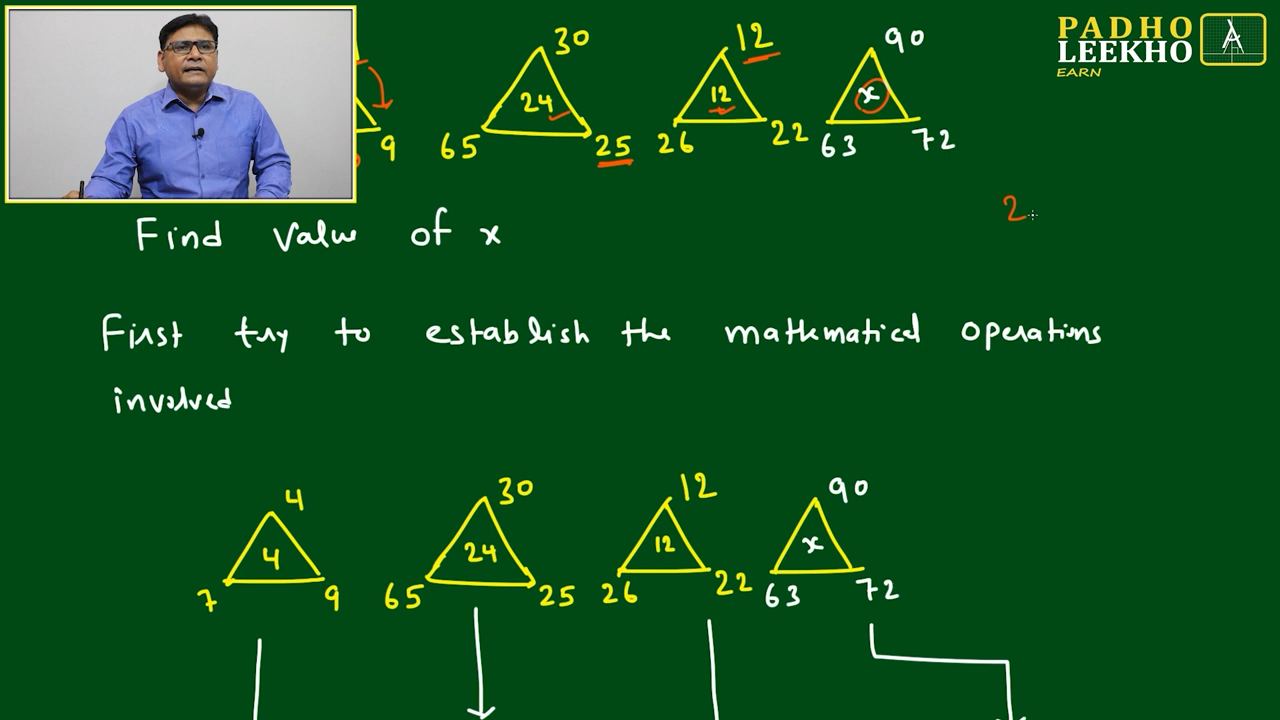 PADHO
LEEKHO
EARN
30 12 90
24 12 x
9 65 25 26 22 63 72
2
Find value of x
First try to establish the mathmatical operations
involved
4 30 12 90
4 24 12 x
7 9 65 25 26 22 63 72